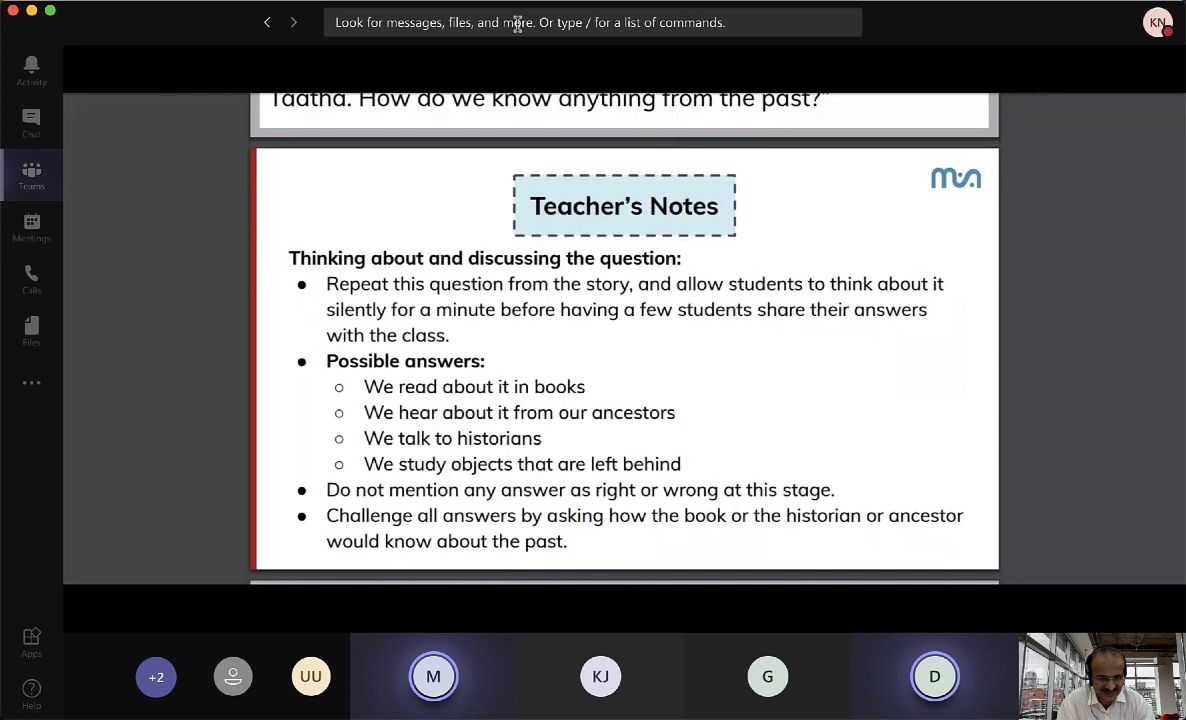 Look for messages, files, and more. Or type / for a list of commands.
KN
Activity
Chat
Teams
Meetings
Calls
Files
Apps
Help
Taatha. How do we know anything from the past?"
Teacher's Notes
Thinking about and discussing the question:
● Repeat this question from the story, and allow students to think about it
silently for a minute before having a few students share their answers
with the class.
● Possible answers:
○ We read about it in books
○ We hear about it from our ancestors
○ We talk to historians
○ We study objects that are left behind
● Do not mention any answer as right or wrong at this stage.
● Challenge all answers by asking how the book or the historian or ancestor
would know about the past.
+2
UU
M
KJ
G
D